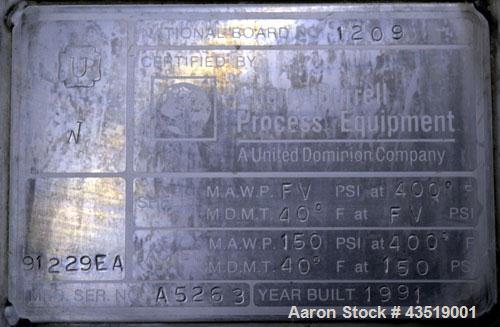 NATIONAL BOARD NO. 1209
CERTIFIED BY
U
N
Process Equipment
A United Dominion Company
M.A.W.P. FV PSI at 400° F
M.D.M.T. 40° F at FV PSI
M.A.W.P. 150 PSI at 400° F
M.D.M.T. 40° F at 150 PSI
91229EA
MFG. SER. NO. A5263 YEAR BUILT 1991
Aaron Stock # 43519001